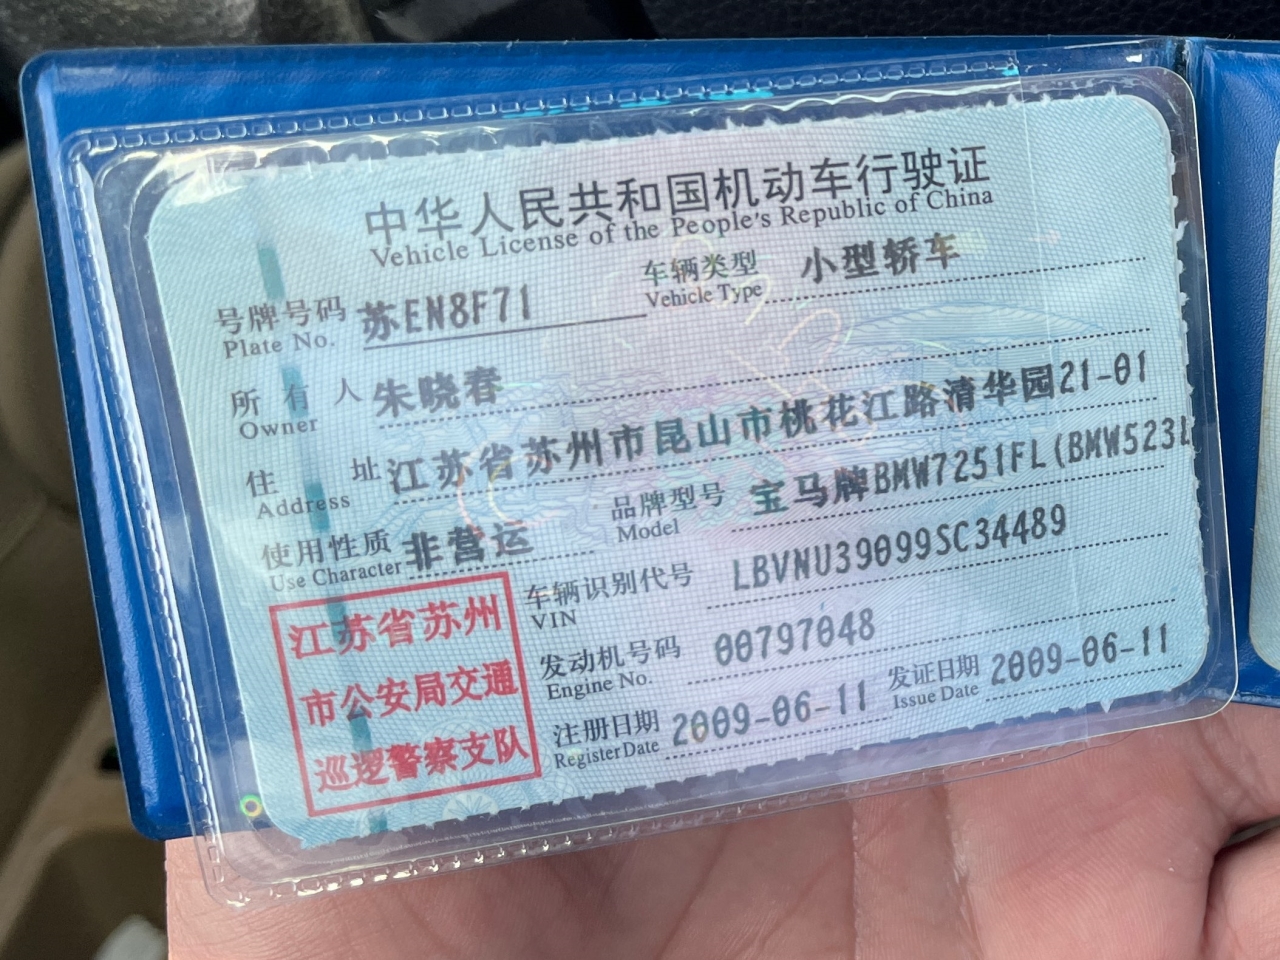 中华人民共和国机动车行驶证
Vehicle License of the People's Republic of China
号牌号码 苏EN8F71 车辆类型 小型轿车
Plate No. Vehicle Type
所有人 朱晓春
Owner
住址 江苏省苏州市昆山市桃花江路清华园21-01
Address
使用性质 非营运 品牌型号 宝马牌BMW7251FL(BMW523L
Use Character Model
江苏省苏州
市公安局交通
巡逻警察支队
车辆识别代号 LBVNU39099SC34489
VIN
发动机号码 00797048
Engine No.
注册日期 2009-06-11 发证日期 2009-06-11
Register Date Issue Date